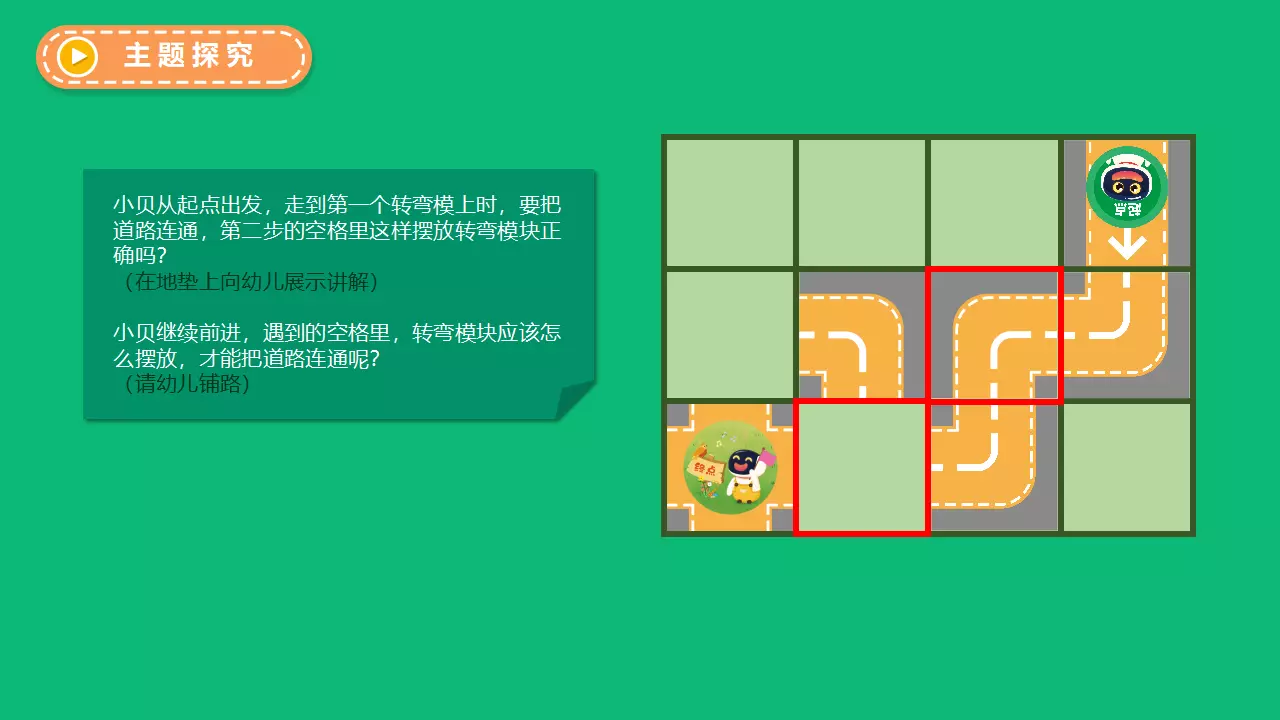 主题探究
小贝从起点出发，走到第一个转弯模上时，要把
道路连通，第二步的空格里这样摆放转弯模块正
确吗?
（在地垫上向幼儿展示讲解）
小贝继续前进，遇到的空格里，转弯模块应该怎
么摆放，才能把道路连通呢?
（请幼儿铺路）
起点
终点